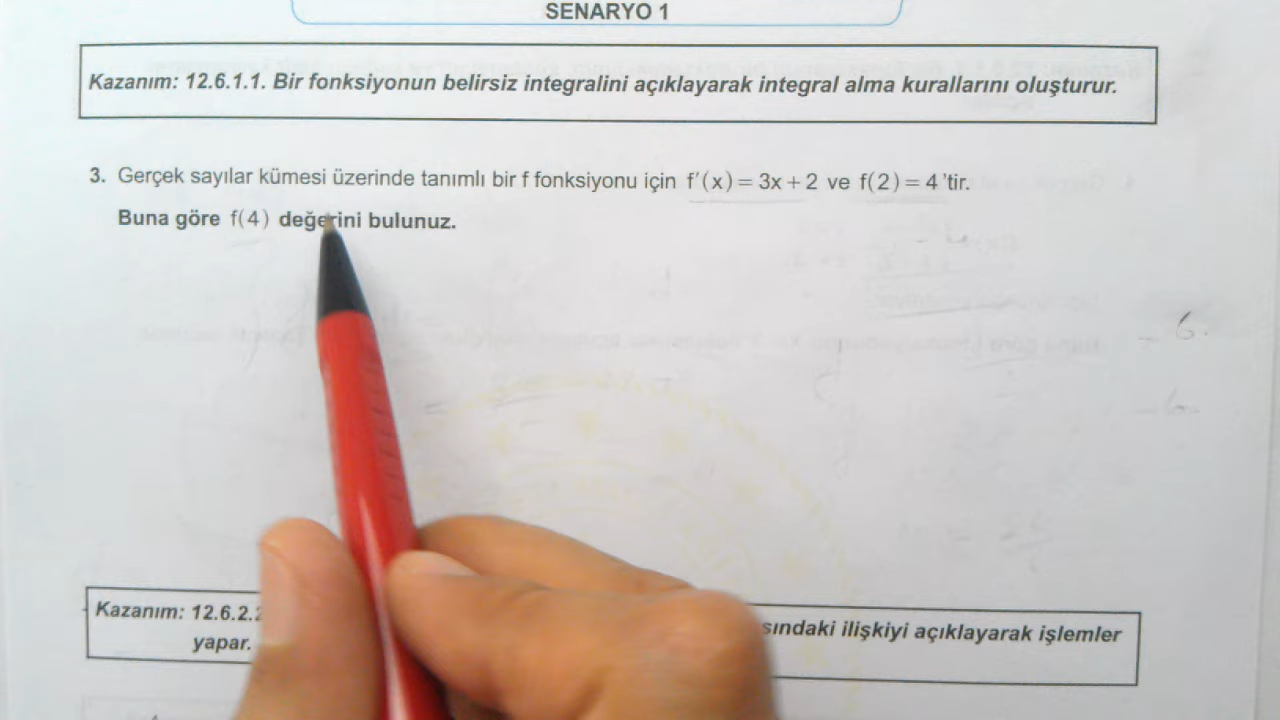 SENARYO 1
Kazanım: 12.6.1.1. Bir fonksiyonun belirsiz integralini açıklayarak integral alma kurallarını oluşturur.
3. Gerçek sayılar kümesi üzerinde tanımlı bir f fonksiyonu için f'(x) = 3x + 2 ve f(2) = 4'tir.
Buna göre f(4) değerini bulunuz.
Kazanım: 12.6.2.
sındaki ilişkiyi açıklayarak işlemler
yapar.